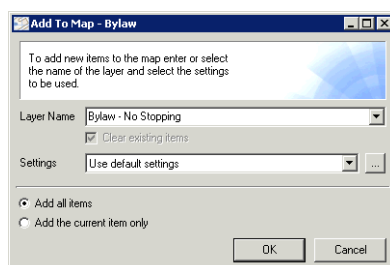 Add To Map - Bylaw
To add new items to the map enter or select
the name of the layer and select the settings
to be used.
Layer Name Bylaw - No Stopping
Clear existing items
Settings Use default settings ...
Add all items
Add the current item only
OK Cancel